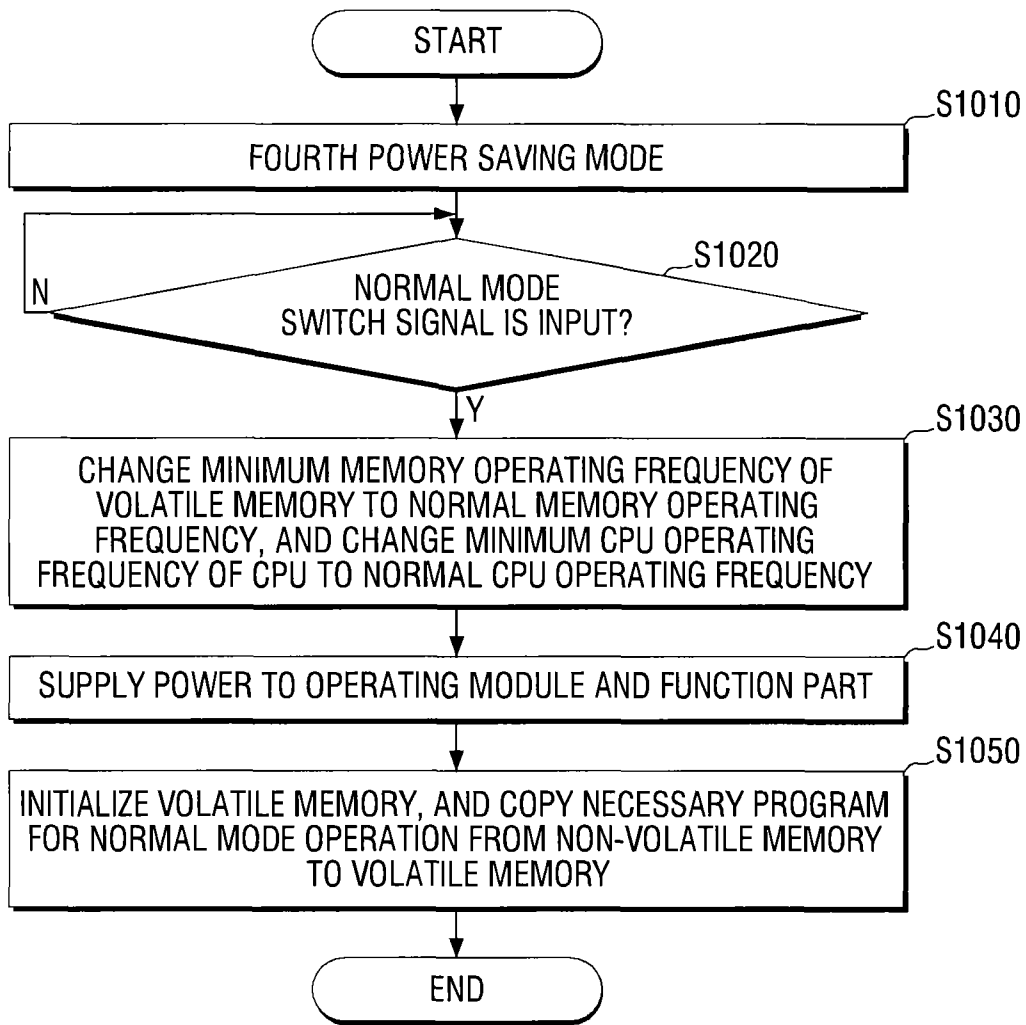 START
S1010
FOURTH POWER SAVING MODE
S1020
N
NORMAL MODE
SWITCH SIGNAL IS INPUT?
Y
S1030
CHANGE MINIMUM MEMORY OPERATING FREQUENCY OF
VOLATILE MEMORY TO NORMAL MEMORY OPERATING
FREQUENCY, AND CHANGE MINIMUM CPU OPERATING
FREQUENCY OF CPU TO NORMAL CPU OPERATING FREQUENCY
S1040
SUPPLY POWER TO OPERATING MODULE AND FUNCTION PART
S1050
INITIALIZE VOLATILE MEMORY, AND COPY NECESSARY PROGRAM
FOR NORMAL MODE OPERATION FROM NON-VOLATILE MEMORY
TO VOLATILE MEMORY
END